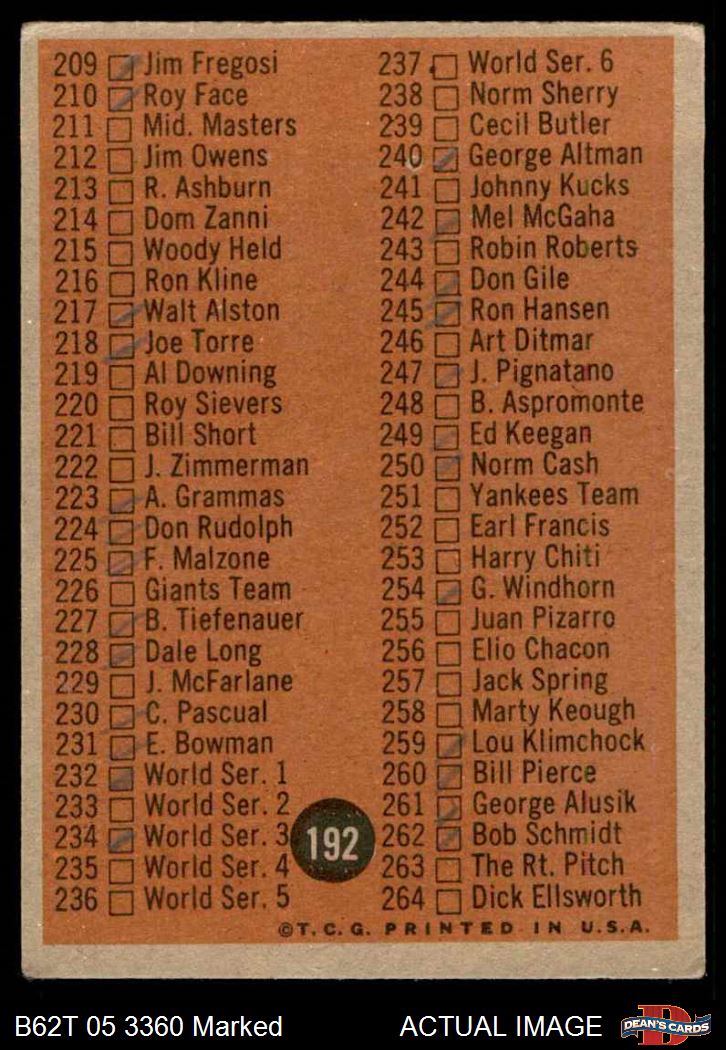 209 Jim Fregosi
210 Roy Face
211 Mid. Masters
212 Jim Owens
213 R. Ashburn
214 Dom Zanni
215 Woody Held
216 Ron Kline
217 Walt Alston
218 Joe Torre
219 Al Downing
220 Roy Sievers
221 Bill Short
222 J. Zimmerman
223 A. Grammas
224 Don Rudolph
225 F. Malzone
226 Giants Team
227 B. Tiefenauer
228 Dale Long
229 J. McFarlane
230 C. Pascual
231 E. Bowman
232 World Ser. 1
233 World Ser. 2
234 World Ser. 3
235 World Ser. 4
236 World Ser. 5
237 World Ser. 6
238 Norm Sherry
239 Cecil Butler
240 George Altman
241 Johnny Kucks
242 Mel McGaha
243 Robin Roberts
244 Don Gile
245 Ron Hansen
246 Art Ditmar
247 J. Pignatano
248 B. Aspromonte
249 Ed Keegan
250 Norm Cash
251 Yankees Team
252 Earl Francis
253 Harry Chiti
254 G. Windhorn
255 Juan Pizarro
256 Elio Chacon
257 Jack Spring
258 Marty Keough
259 Lou Klimchock
260 Bill Pierce
261 George Alusik
262 Bob Schmidt
263 The Rt. Pitch
264 Dick Ellsworth
192
©T.C.G. PRINTED IN U.S.A.
B62T 05 3360 Marked ACTUAL IMAGE
D
DEAN'S CARDS